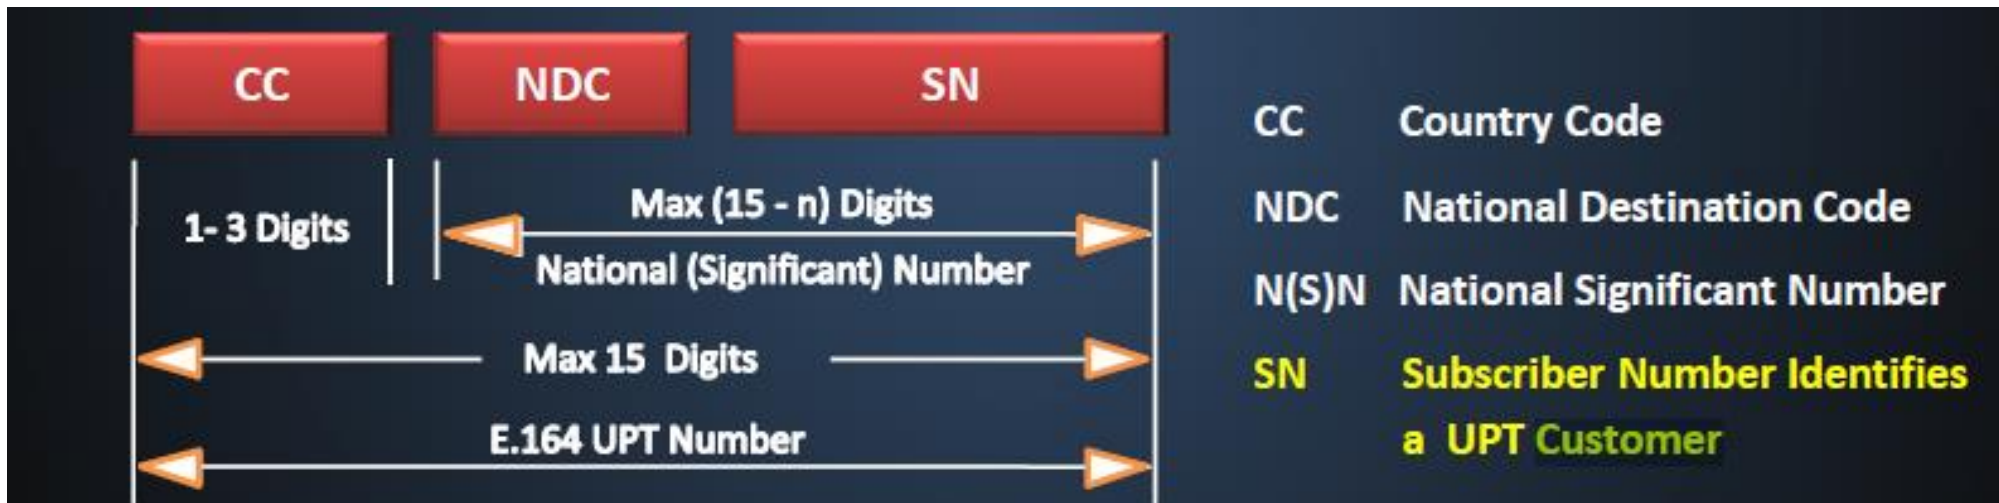 CC
NDC
SN
1- 3 Digits
Max (15 - n) Digits
National (Significant) Number
Max 15 Digits
E.164 UPT Number
CC Country Code
NDC National Destination Code
N(S)N National Significant Number
SN Subscriber Number Identifies
a UPT Customer